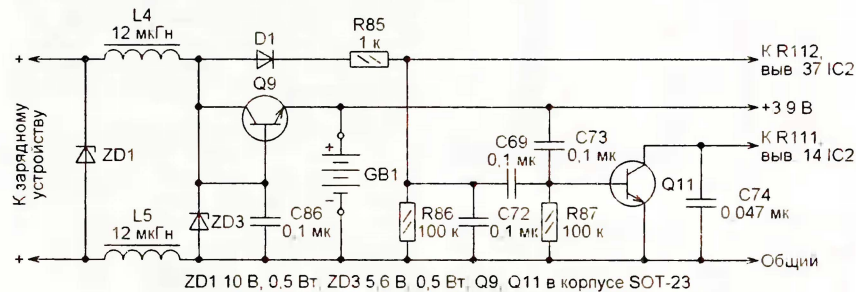 L4
12 мкГн
D1
R85
1 к
К R112,
выв 37 IC2
Q9
+3 9 В
К зарядному
устройству
ZD1
+
GB1
−
C69
0,1 мк
C73
0,1 мк
К R111,
выв 14 IC2
Q11
C74
0,047 мк
L5
12 мкГн
ZD3
C86
0,1 мк
R86
100 к
C72
0,1 мк
R87
100 к
+
+
Общий
ZD1 10 В, 0,5 Вт, ZD3 5,6 В, 0,5 Вт, Q9, Q11 в корпусе SOT-23